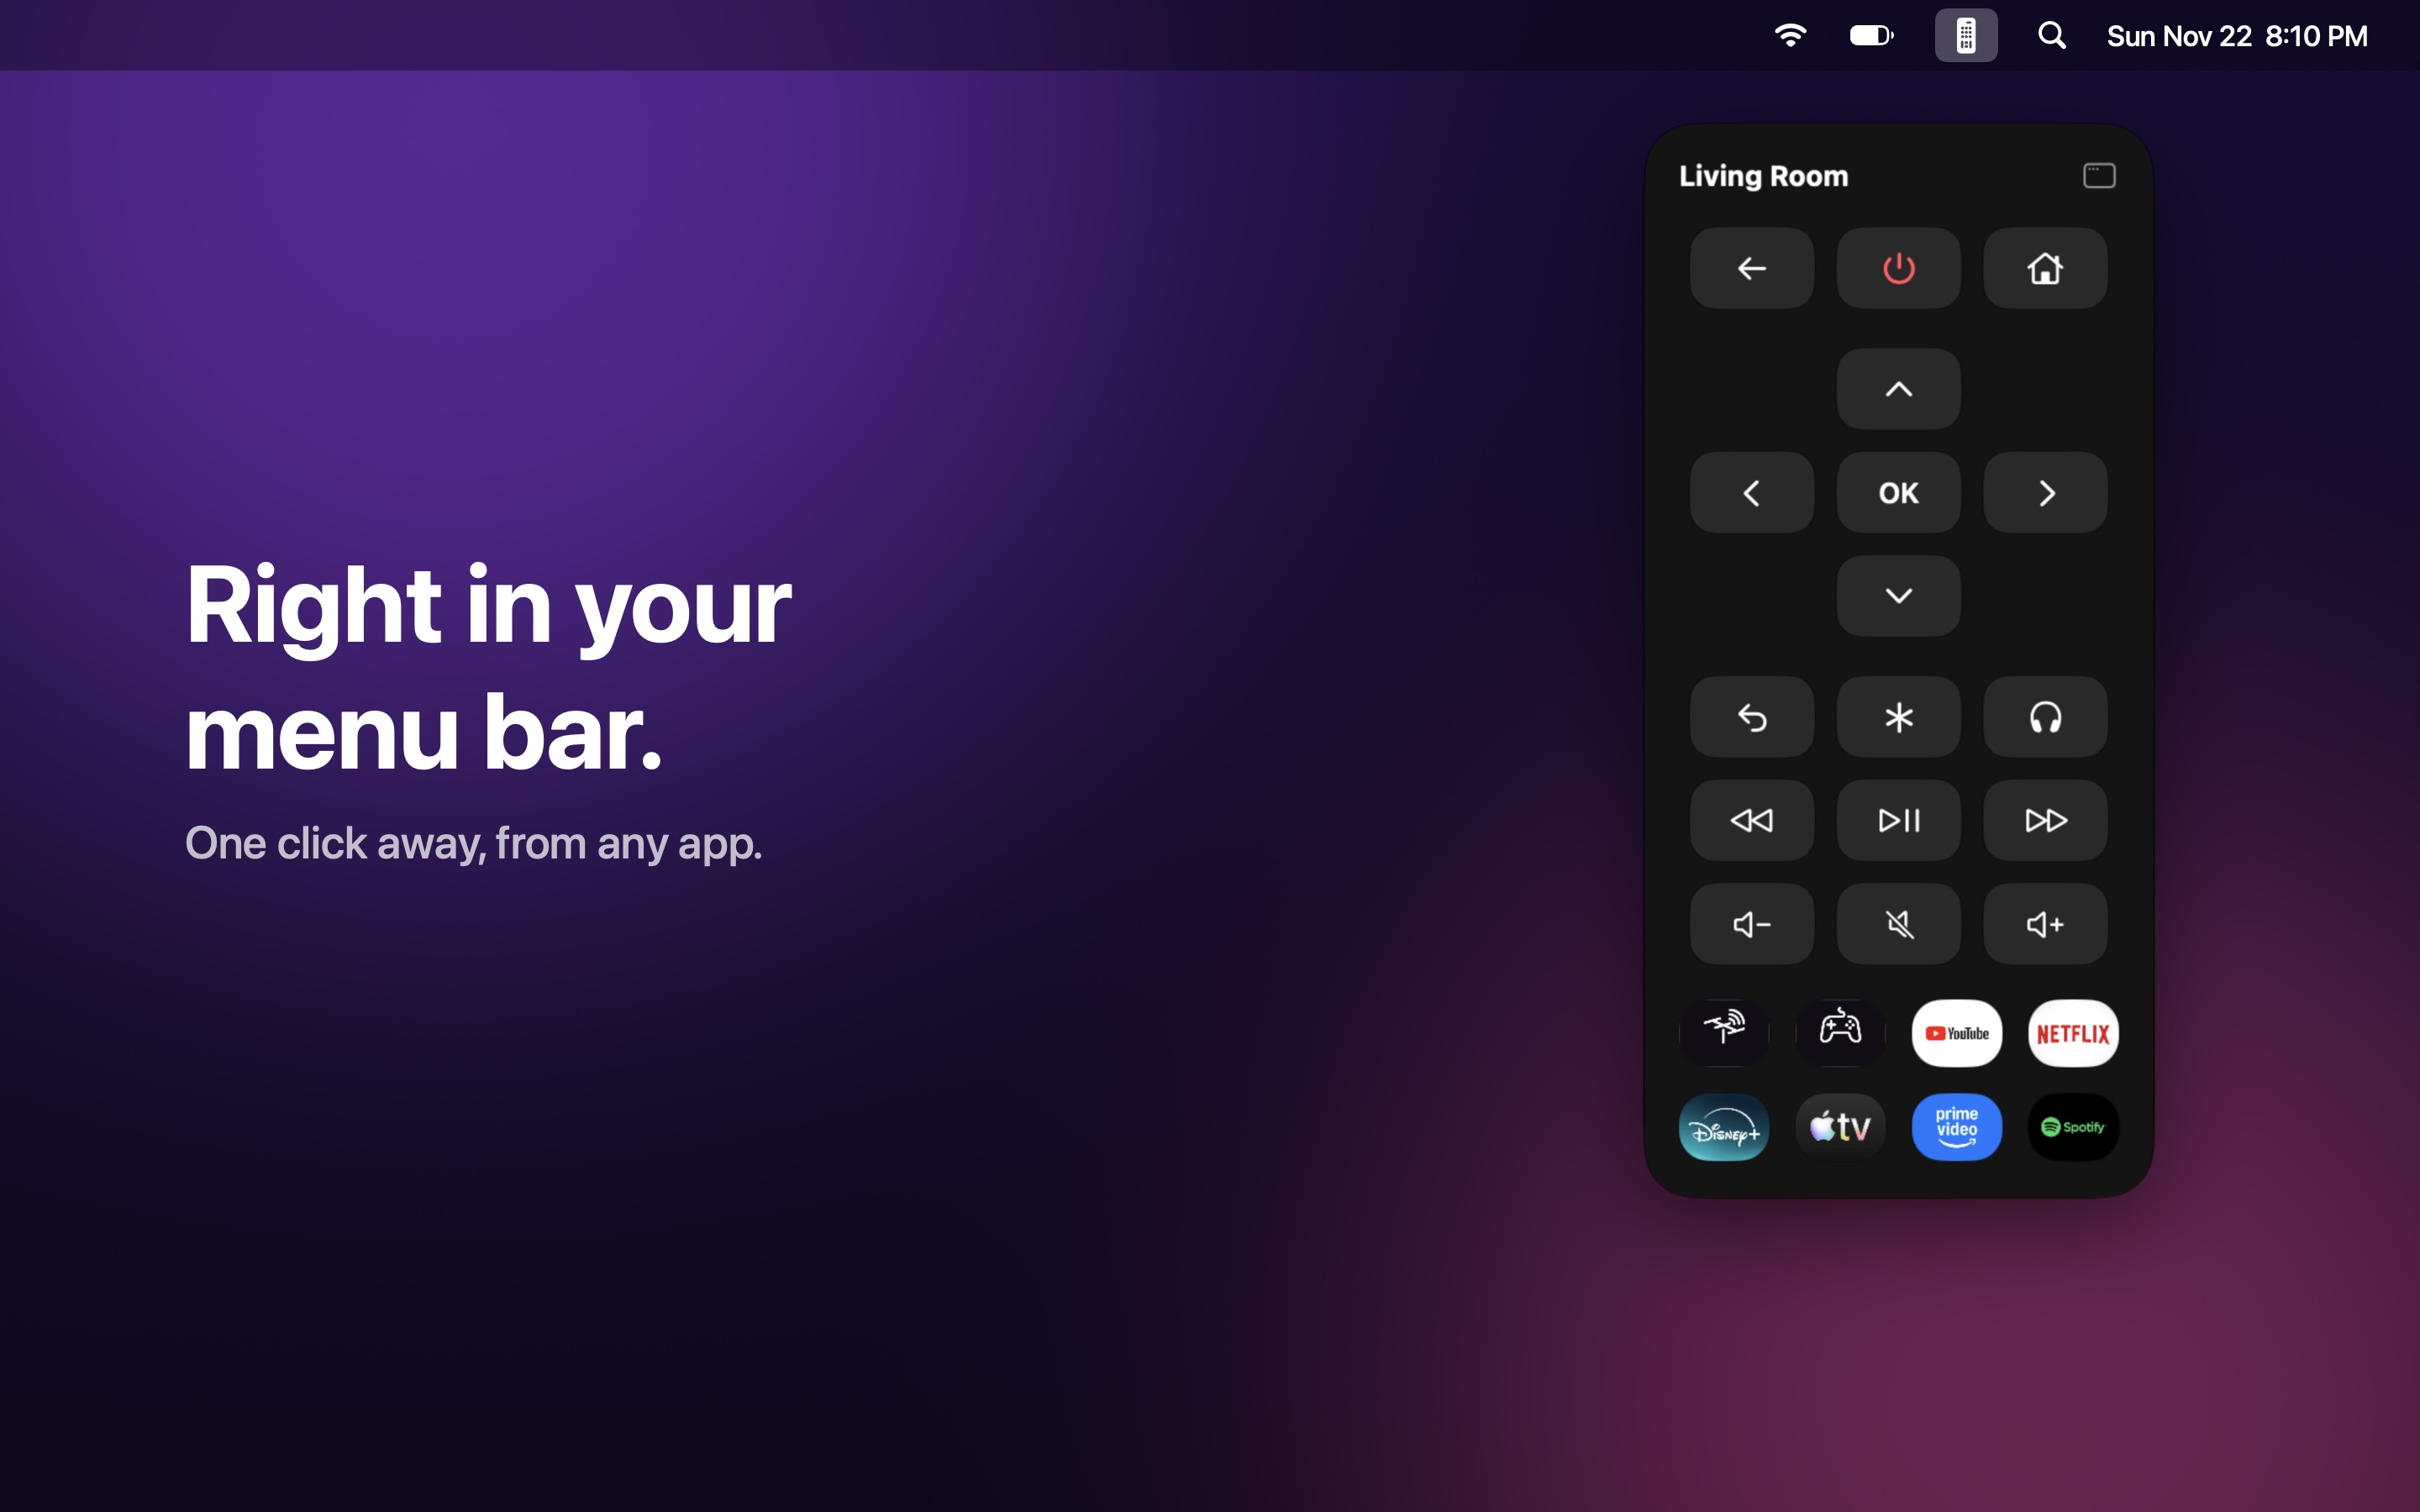 Sun Nov 22 8:10 PM
Living Room
OK
Right in your
menu bar.
One click away, from any app.
YouTube
NETFLIX
Disney+
tv
prime
video
Spotify